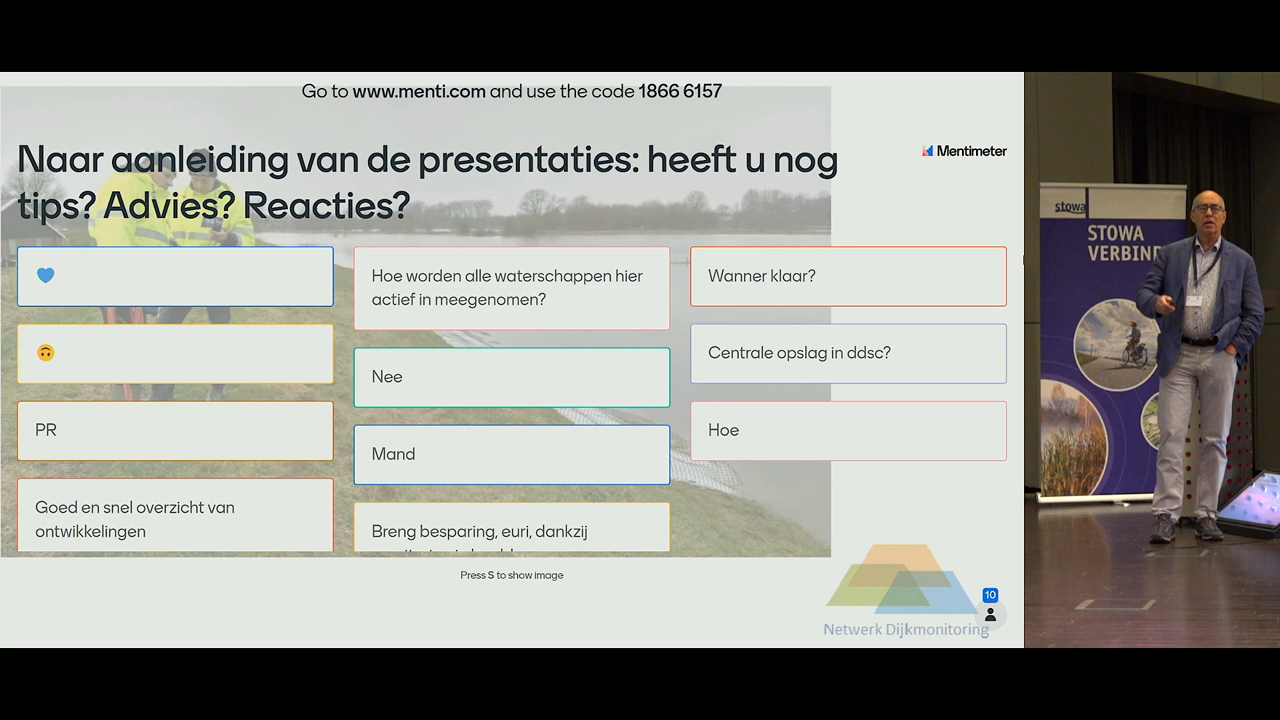 Go to www.menti.com and use the code 1866 6157
Naar aanleiding van de presentaties: heeft u nog
tips? Advies? Reacties?
Mentimeter
💙
🙃
PR
Goed en snel overzicht van
ontwikkelingen
Hoe worden alle waterschappen hier
actief in meegenomen?
Nee
Mand
Breng besparing, euri, dankzij
Wanner klaar?
Centrale opslag in ddsc?
Hoe
Press S to show image
10
Netwerk Dijkmonitoring
stowa
STOWA
VERBIND